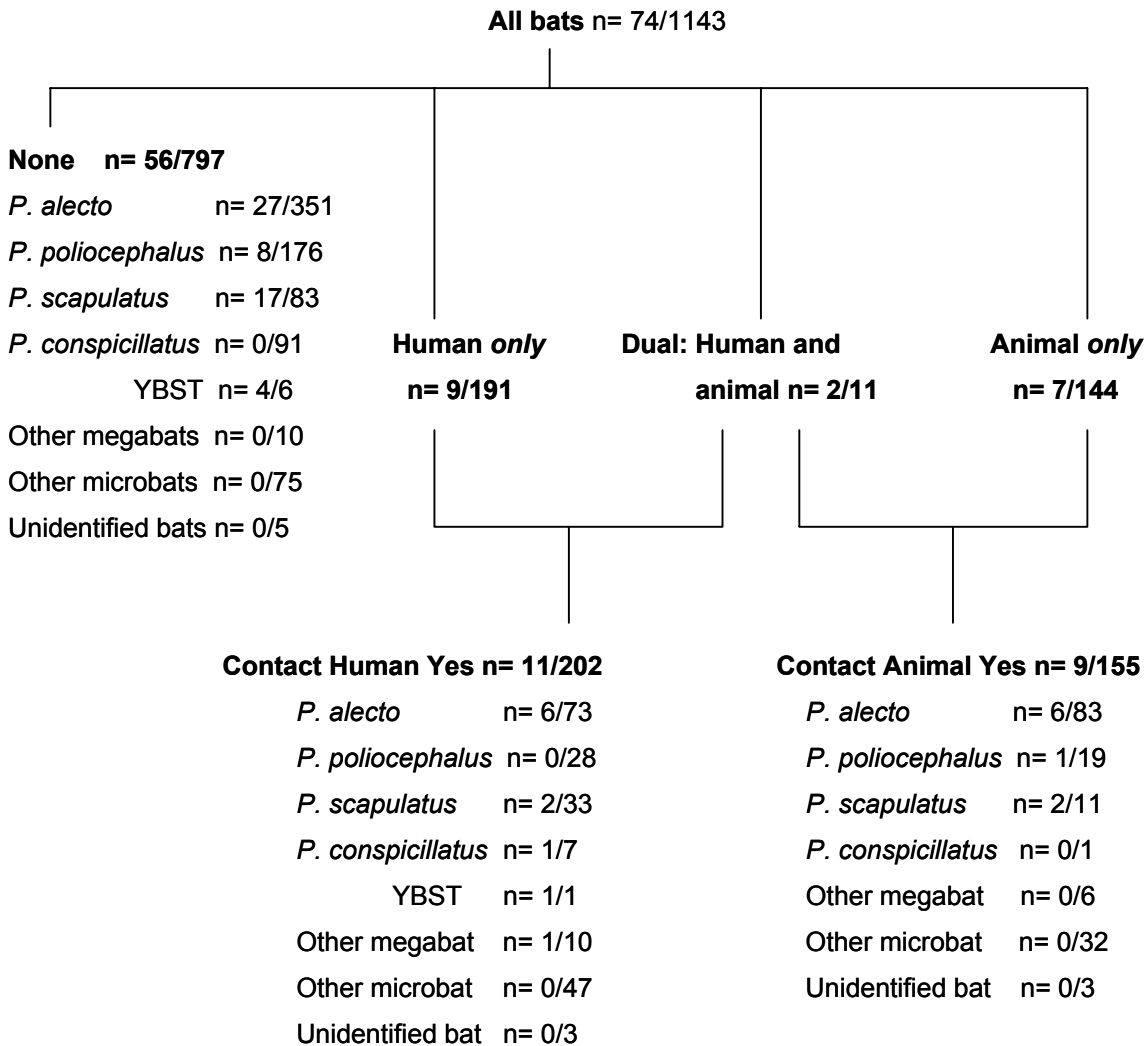 All bats n= 74/1143
None n= 56/797
P. alecto n= 27/351
P. poliocephalus n= 8/176
P. scapulatus n= 17/83
P. conspicillatus n= 0/91
YBST n= 4/6
Other megabats n= 0/10
Other microbats n= 0/75
Unidentified bats n= 0/5
Human only
n= 9/191
Dual: Human and
animal n= 2/11
Animal only
n= 7/144
Contact Human Yes n= 11/202
P. alecto n= 6/73
P. poliocephalus n= 0/28
P. scapulatus n= 2/33
P. conspicillatus n= 1/7
YBST n= 1/1
Other megabat n= 1/10
Other microbat n= 0/47
Unidentified bat n= 0/3
Contact Animal Yes n= 9/155
P. alecto n= 6/83
P. poliocephalus n= 1/19
P. scapulatus n= 2/11
P. conspicillatus n= 0/1
Other megabat n= 0/6
Other microbat n= 0/32
Unidentified bat n= 0/3